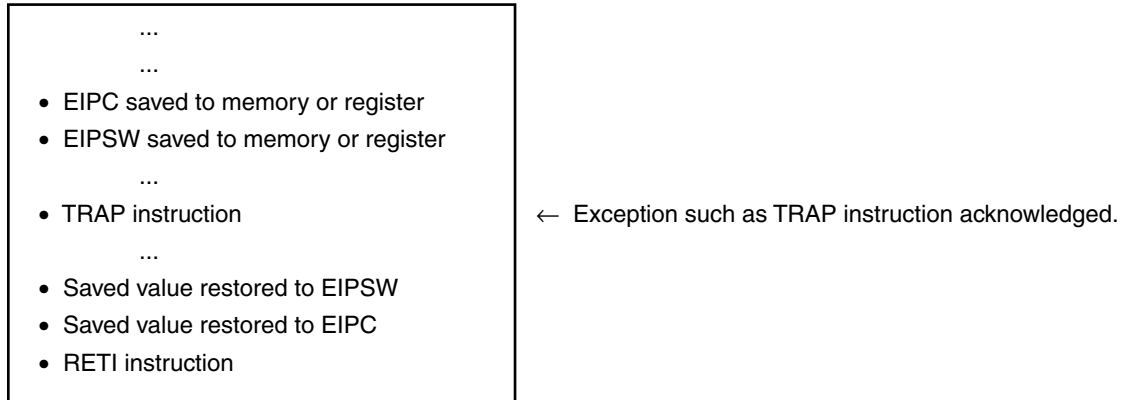 ...
...
• EIPC saved to memory or register
• EIPSW saved to memory or register
...
• TRAP instruction ← Exception such as TRAP instruction acknowledged.
...
• Saved value restored to EIPSW
• Saved value restored to EIPC
• RETI instruction